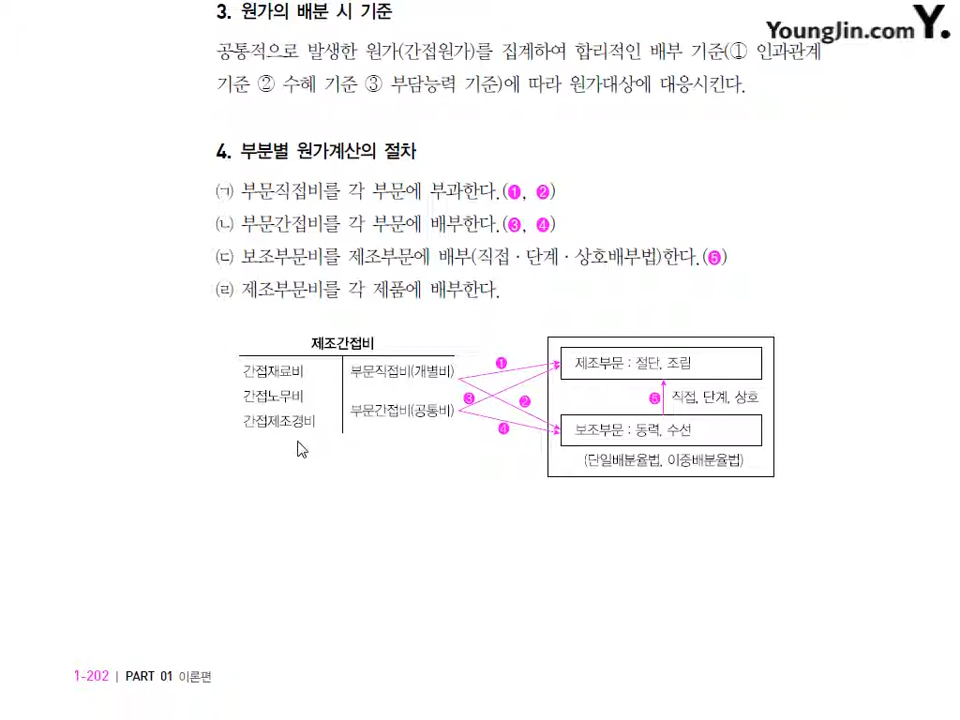 3. 원가의 배분 시 기준
YoungJin.com Y.
공통적으로 발생한 원가(간접원가)를 집계하여 합리적인 배부 기준(① 인과관계
기준 ② 수혜 기준 ③ 부담능력 기준)에 따라 원가대상에 대응시킨다.
4. 부분별 원가계산의 절차
㈀ 부문직접비를 각 부문에 부과한다.(❶, ❷)
㈁ 부문간접비를 각 부문에 배부한다.(❸, ❹)
㈂ 보조부문비를 제조부문에 배부(직접·단계·상호배부법)한다.(❺)
㈃ 제조부문비를 각 제품에 배부한다.
제조간접비
간접재료비 부문직접비(개별비)
간접노무비
부문간접비(공통비)
간접제조경비
❶
❸
❷
❹
제조부문 : 절단, 조립
❺ 직접, 단계, 상호
보조부문 : 동력, 수선
(단일배분율법, 이중배분율법)
1-202 | PART 01 이론편